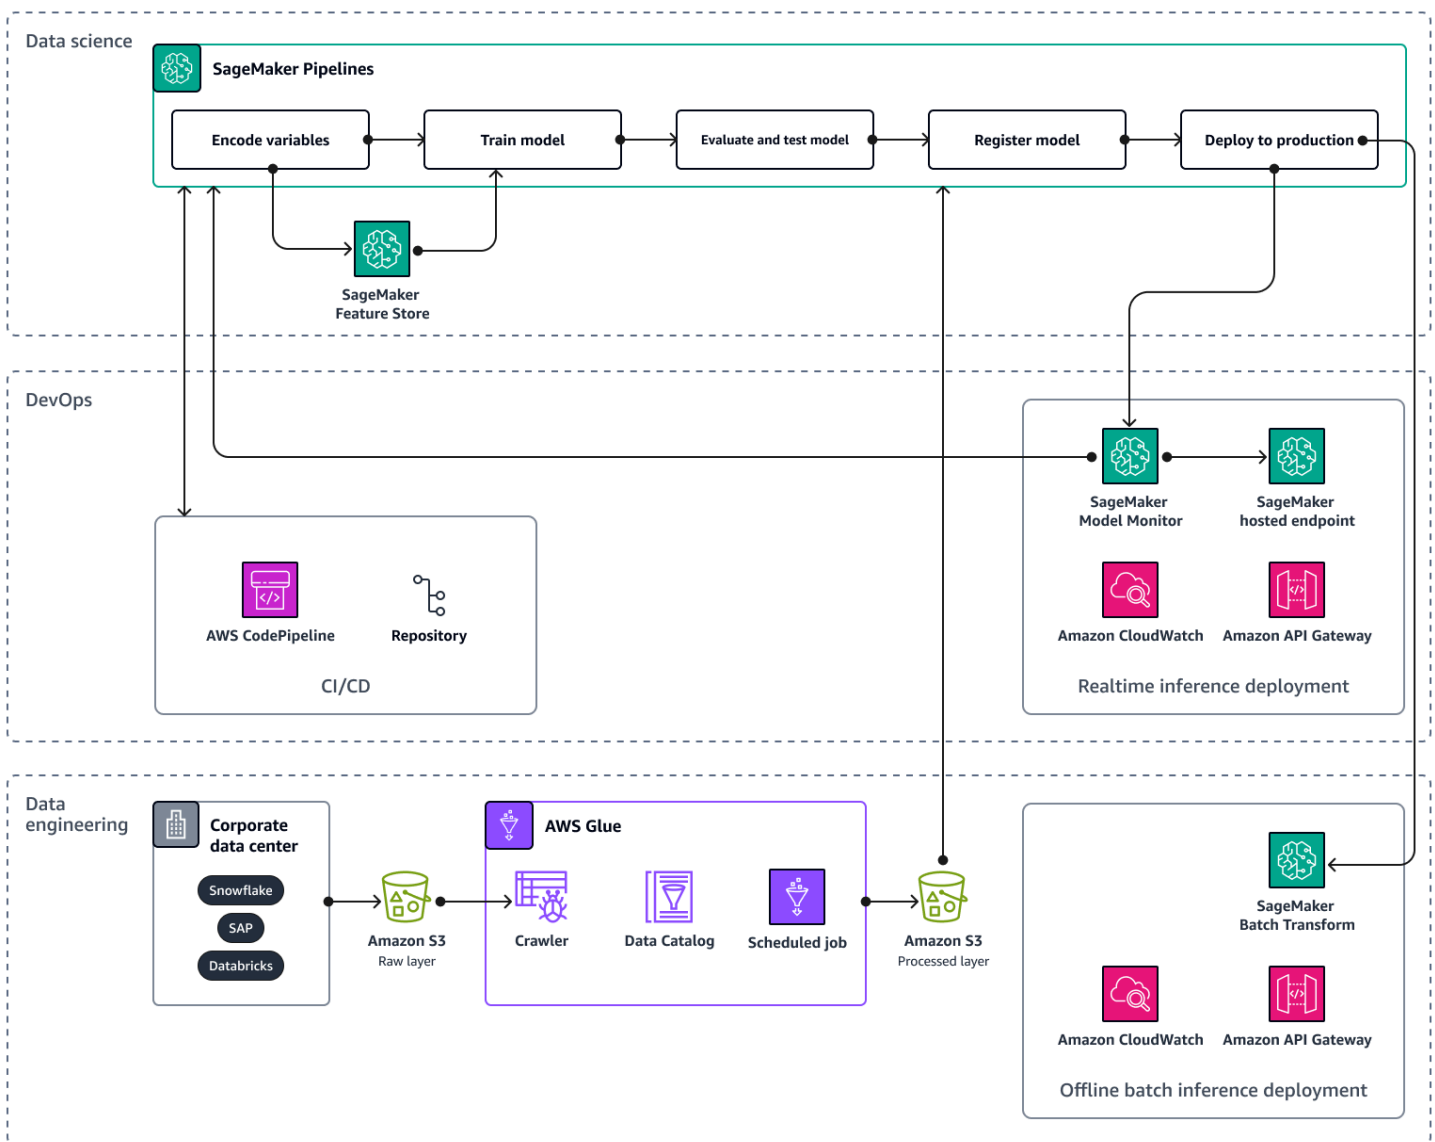 Data science
SageMaker Pipelines
Encode variables
Train model
Evaluate and test model
Register model
Deploy to production
SageMaker
Feature Store
DevOps
SageMaker
Model Monitor
SageMaker
hosted endpoint
AWS CodePipeline
Repository
CI/CD
Amazon CloudWatch
Amazon API Gateway
Realtime inference deployment
Data
engineering
Corporate
data center
Snowflake
SAP
Databricks
Amazon S3
Raw layer
AWS Glue
Crawler
Data Catalog
Scheduled job
Amazon S3
Processed layer
SageMaker
Batch Transform
Amazon CloudWatch
Amazon API Gateway
Offline batch inference deployment